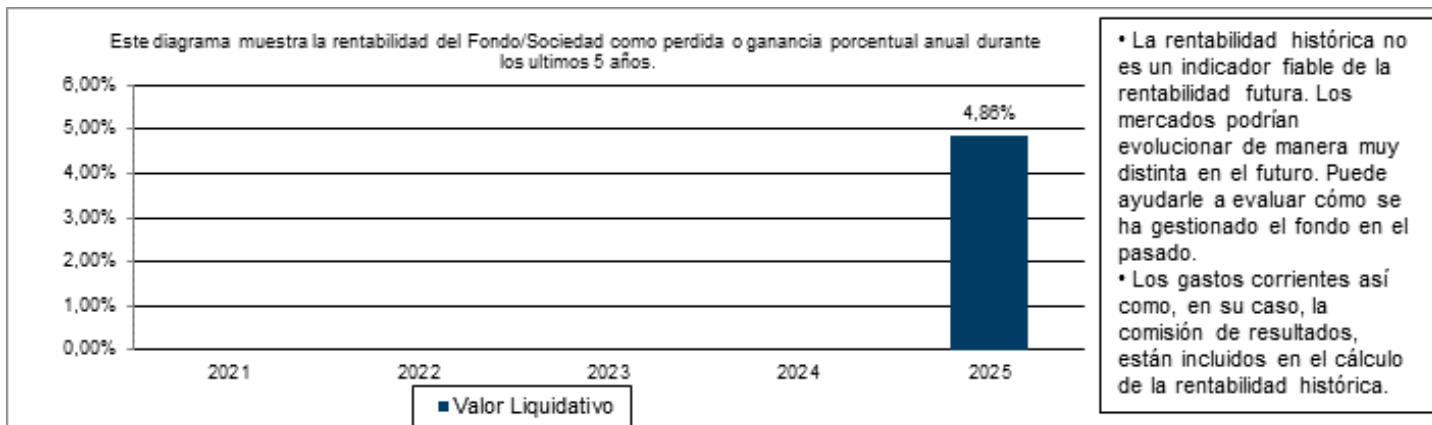 Este diagrama muestra la rentabilidad del Fondo/Sociedad como perdida o ganancia porcentual anual durante
los ultimos 5 años.
6,00%
5,00%
4,00%
3,00%
2,00%
1,00%
0,00%
4,86%
2021 2022 2023 2024 2025
Valor Liquidativo
• La rentabilidad histórica no
es un indicador fiable de la
rentabilidad futura. Los
mercados podrían
evolucionar de manera muy
distinta en el futuro. Puede
ayudarle a evaluar cómo se
ha gestionado el fondo en el
pasado.
• Los gastos corrientes así
como, en su caso, la
comisión de resultados,
están incluidos en el cálculo
de la rentabilidad histórica.